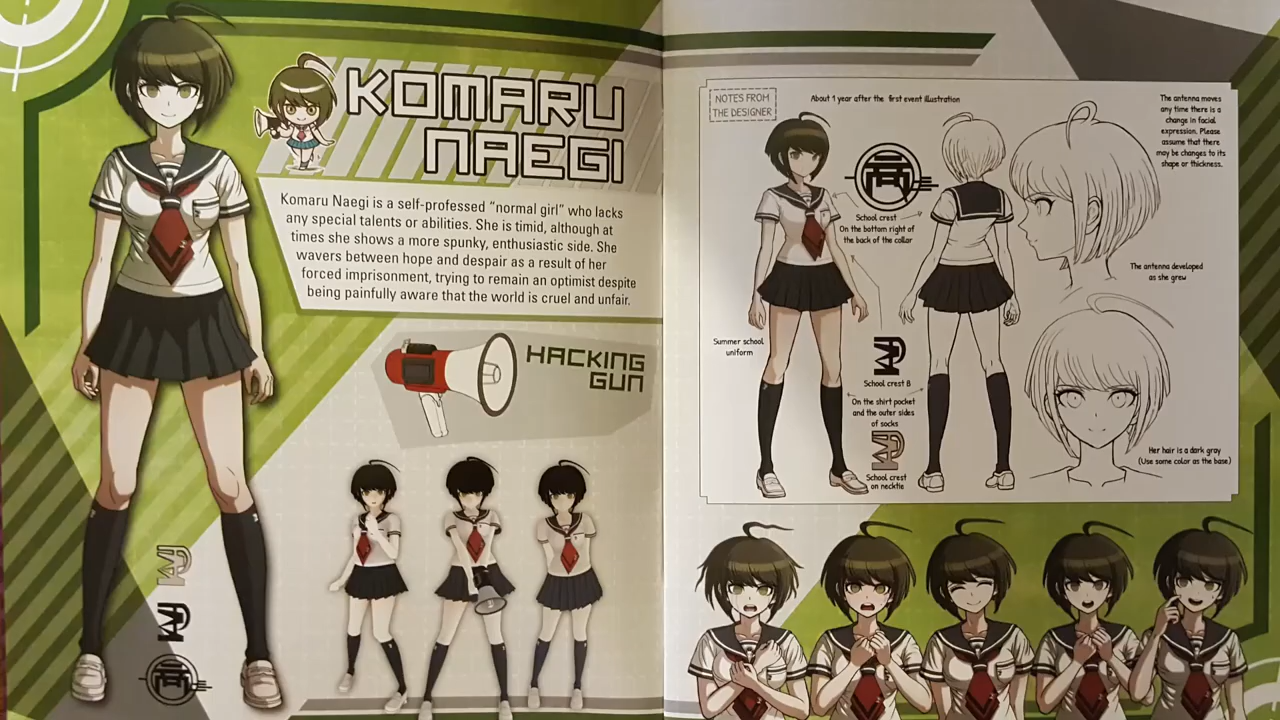 KOMARU
NAEGI
Komaru Naegi is a self-professed "normal girl" who lacks
any special talents or abilities. She is timid, although at
times she shows a more spunky, enthusiastic side. She
wavers between hope and despair as a result of her
forced imprisonment, trying to remain an optimist despite
being painfully aware that the world is cruel and unfair.
HACKING
GUN
NOTES FROM
THE DESIGNER
About 1 year after the first event illustration
The antenna moves
any time there is a
change in facial
expression. Please
assume that there
may be changes to its
shape or thickness.
School crest
On the bottom right of
the back of the collar
The antenna developed
as she grew
Summer school
uniform
School crest B
On the shirt pocket
and the outer sides
of socks
School crest
on necktie
Her hair is a dark gray
(Use some color as the base)